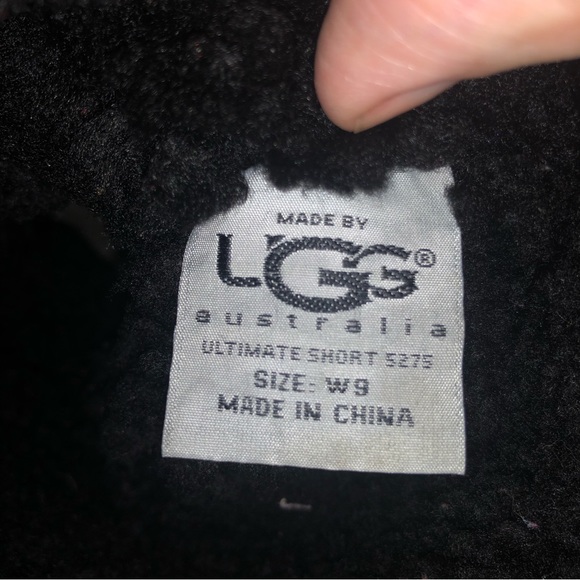 MADE BY
UGG®
australia
ULTIMATE SHORT 5275
SIZE: W9
MADE IN CHINA